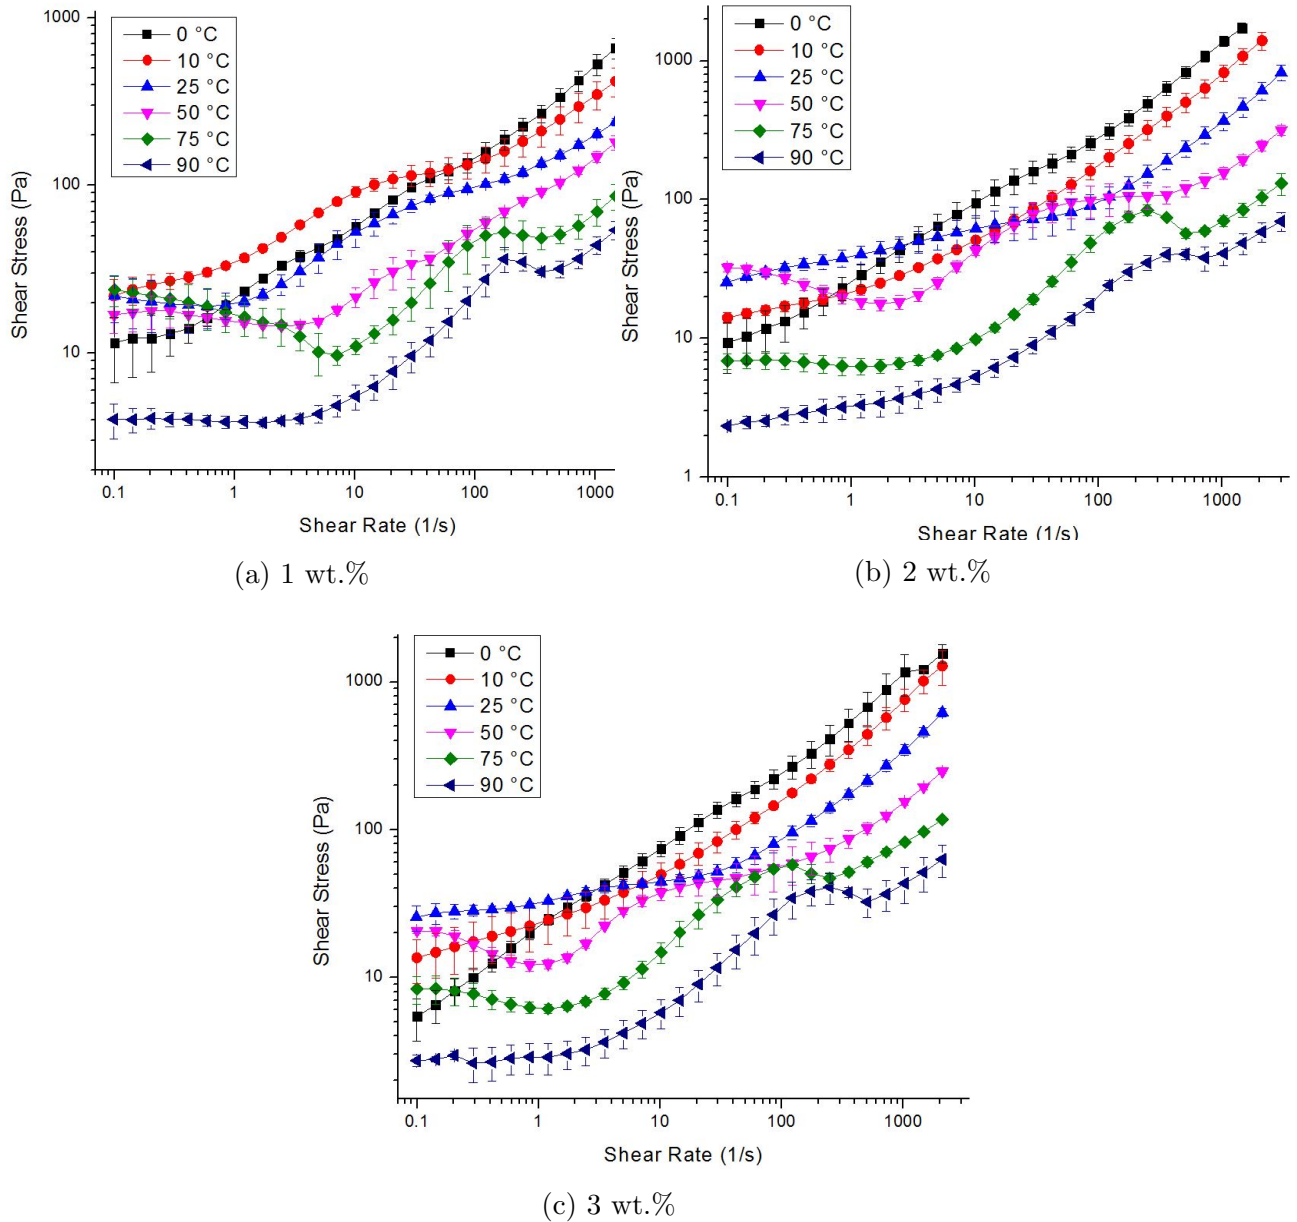 0 °C
10 °C
25 °C
50 °C
75 °C
90 °C
1000
100
10
Shear Stress (Pa)
0.1 1 10 100 1000
Shear Rate (1/s)
(a) 1 wt.%
0 °C
10 °C
25 °C
50 °C
75 °C
90 °C
1000
100
10
1
Shear Stress (Pa)
0.1 1 10 100 1000
Shear Rate (1/s)
(b) 2 wt.%
0 °C
10 °C
25 °C
50 °C
75 °C
90 °C
1000
100
10
Shear Stress (Pa)
0.1 1 10 100 1000
Shear Rate (1/s)
(c) 3 wt.%